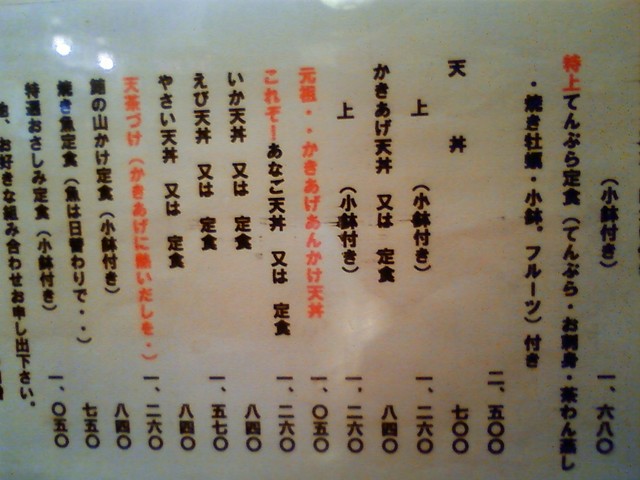 (小鉢付き) 一、六八〇
特上てんぷら定食(てんぷら・お刺身・茶わん蒸し
・焼き牡蠣・小鉢。フルーツ)付き 二、五〇〇
天丼 七〇〇
上 (小鉢付き) 一、二六〇
かきあげ天丼 又は 定食 八四〇
上 (小鉢付き) 一、二六〇
元祖・・かきあげあんかけ天丼 一、〇五〇
これぞ!あなご天丼 又は 定食 一、二六〇
いか天丼 又は 定食 八四〇
えび天丼 又は 定食 一、五七〇
やさい天丼 又は 定食 八四〇
天茶づけ(かきあげに熱いだしを・・) 一、二六〇
鮪の山かけ定食(小鉢付き) 八四〇
焼き魚定食(魚は日替わりで・・) 七五〇
特選おさしみ定食(小鉢付き) 一、〇五〇
他、お好きな組み合わせお申し出下さい。